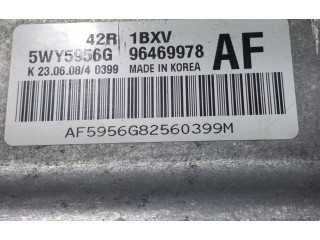 42R 1BXV
5WY5956G 96469978 AF
K 23.06.08/4 0399 MADE IN KOREA
AF5956G82560399M